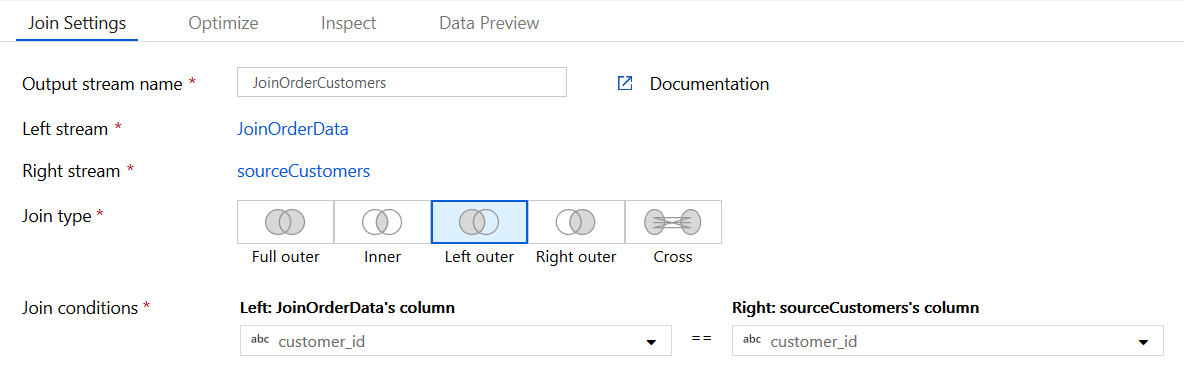 Join Settings Optimize Inspect Data Preview
Output stream name * JoinOrderCustomers Documentation
Left stream * JoinOrderData
Right stream * sourceCustomers
Join type *
Full outer Inner Left outer Right outer Cross
Join conditions * Left: JoinOrderData's column Right: sourceCustomers's column
abc customer_id == abc customer_id